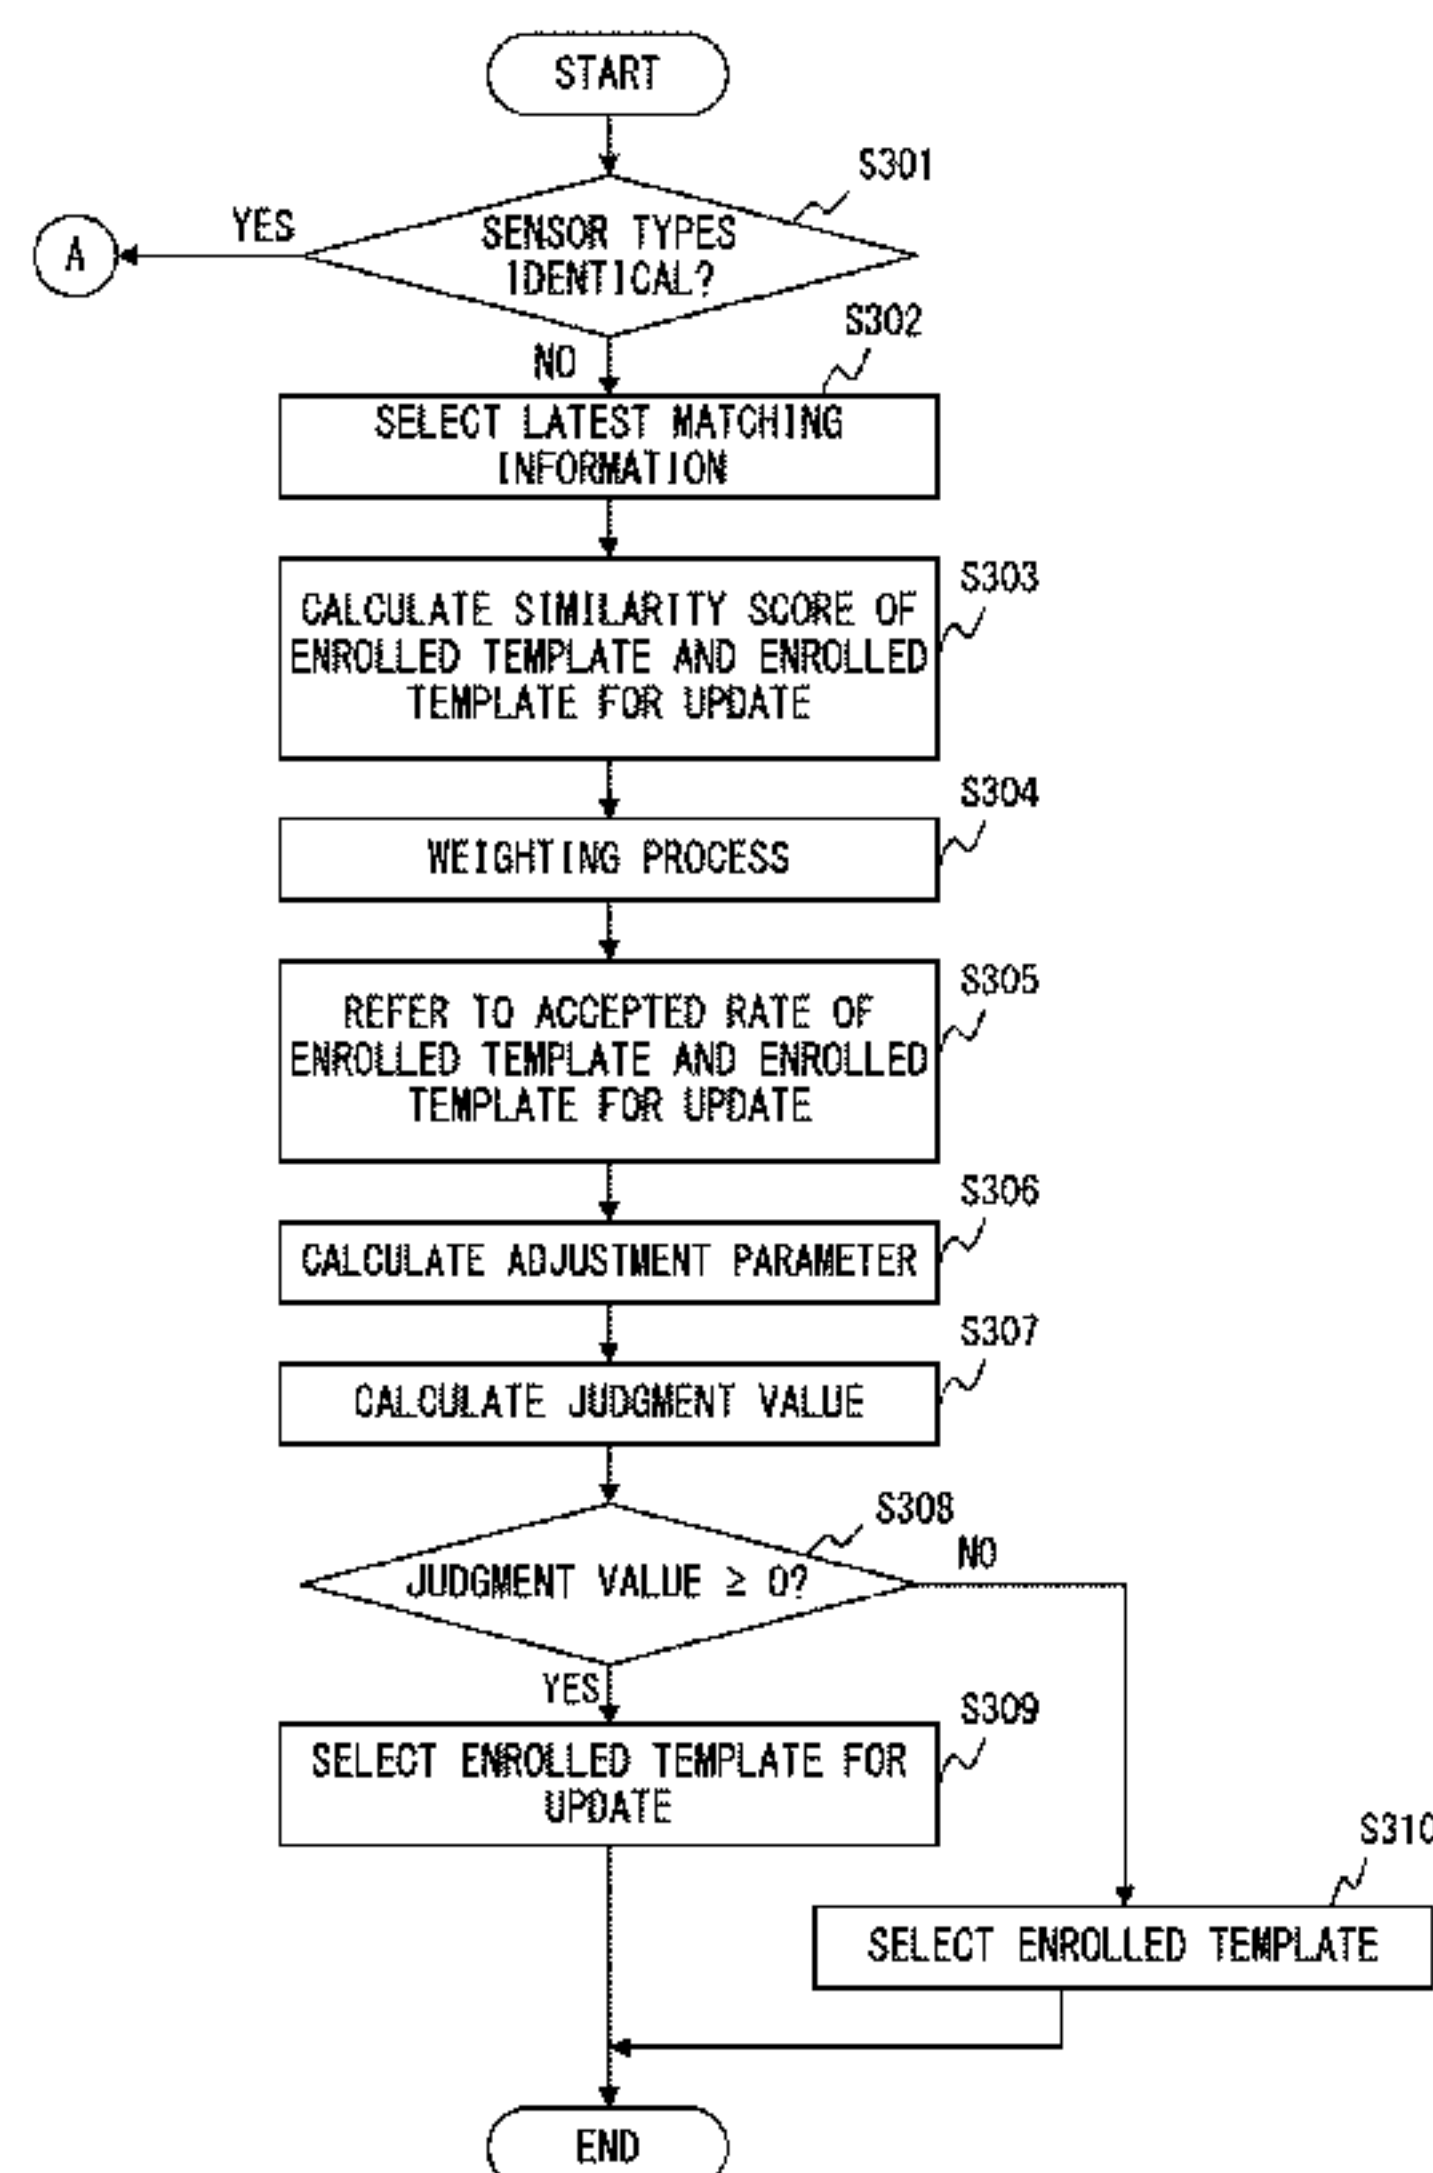 START
S301
YES
A
SENSOR TYPES
IDENTICAL?
S302
NO
SELECT LATEST MATCHING
INFORMATION
S303
CALCULATE SIMILARITY SCORE OF
ENROLLED TEMPLATE AND ENROLLED
TEMPLATE FOR UPDATE
S304
WEIGHTING PROCESS
S305
REFER TO ACCEPTED RATE OF
ENROLLED TEMPLATE AND ENROLLED
TEMPLATE FOR UPDATE
S306
CALCULATE ADJUSTMENT PARAMETER
S307
CALCULATE JUDGMENT VALUE
S308
NO
JUDGMENT VALUE ≥ 0?
YES
S309
SELECT ENROLLED TEMPLATE FOR
UPDATE
S310
SELECT ENROLLED TEMPLATE
END